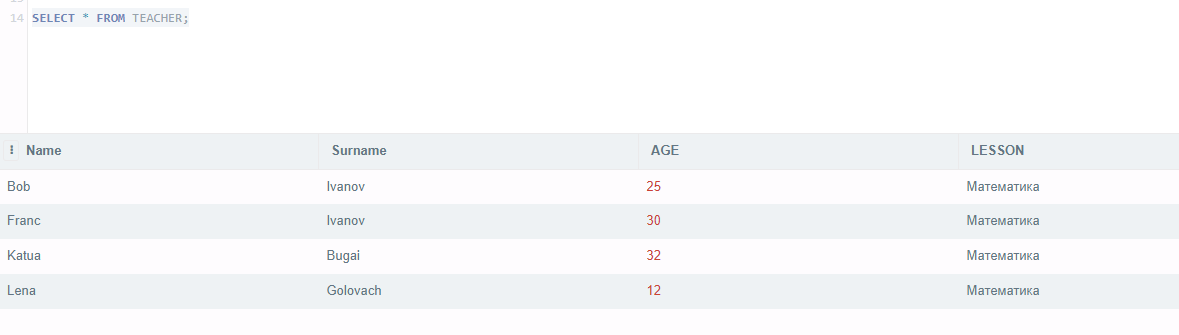 14 SELECT * FROM TEACHER;
⋮ Name Surname AGE LESSON
Bob Ivanov 25 Математика
Franc Ivanov 30 Математика
Katua Bugai 32 Математика
Lena Golovach 12 Математика